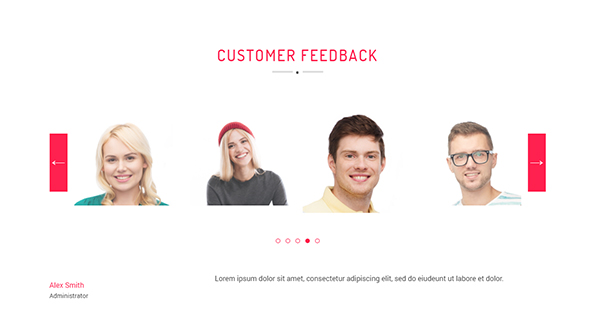 CUSTOMER FEEDBACK
Lorem ipsum dolor sit amet, consectetur adipiscing elit, sed do eiudeunt ut labore et dolor.
Alex Smith
Administrator